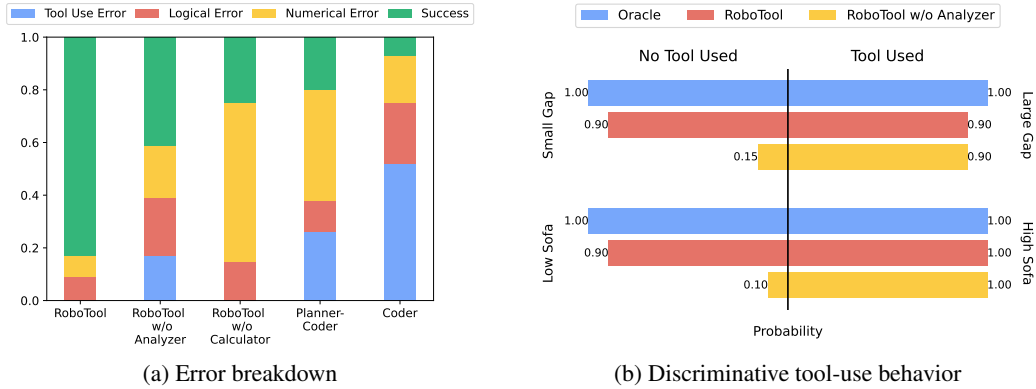 Tool Use Error Logical Error Numerical Error Success
1.0
0.8
0.6
0.4
0.2
0.0
RoboTool
RoboTool
w/o
Analyzer
RoboTool
w/o
Calculator
Planner-
Coder
Coder
(a) Error breakdown
Oracle RoboTool RoboTool w/o Analyzer
No Tool Used Tool Used
Small Gap
Large Gap
1.00 1.00
0.90 0.90
0.15 0.90
Low Sofa
High Sofa
1.00 1.00
0.90 1.00
0.10 1.00
Probability
(b) Discriminative tool-use behavior